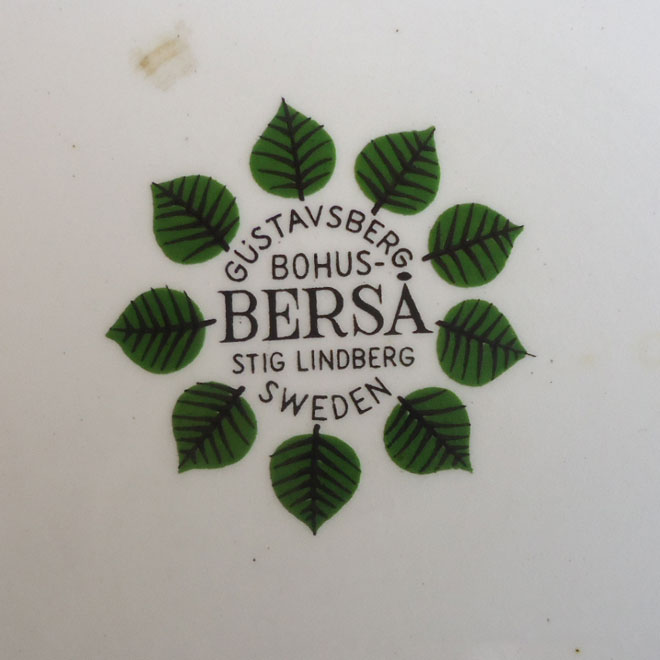 GUSTAVSBERG
BOHUS-
BERSÅ
STIG LINDBERG
SWEDEN